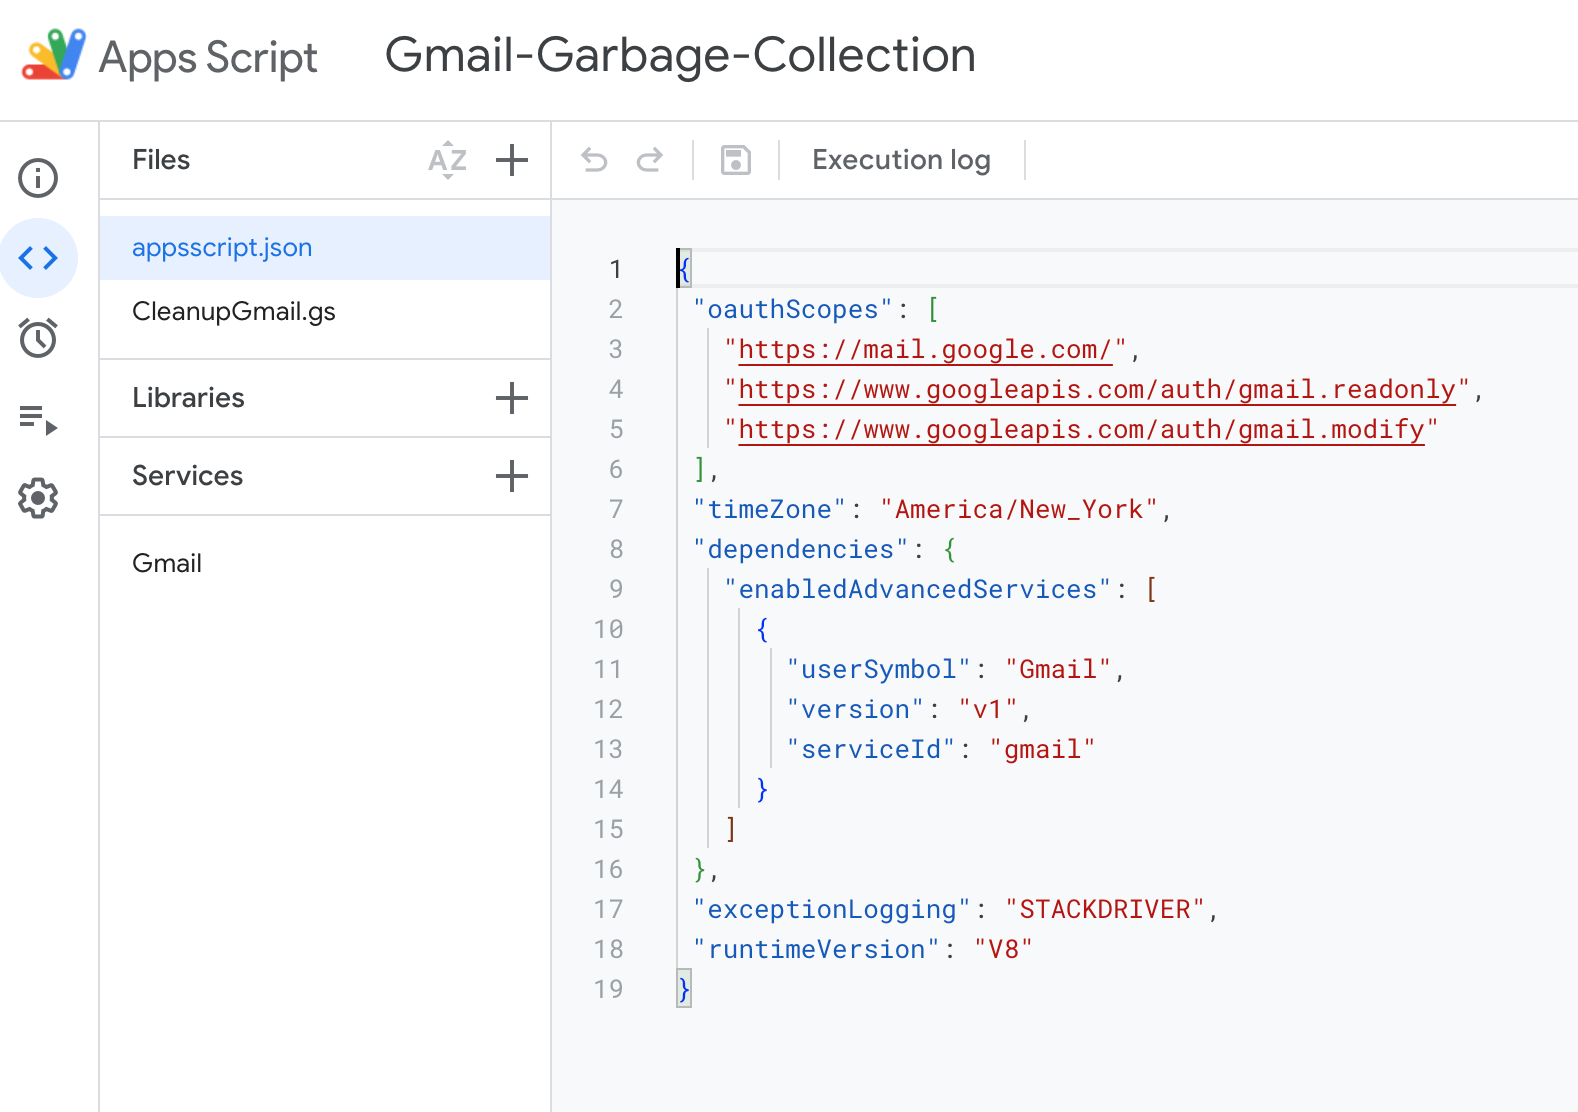 Apps Script
Gmail-Garbage-Collection
Files
AZ
appsscript.json
CleanupGmail.gs
Libraries
Services
Gmail
Execution log
1 {
2 "oauthScopes": [
3 "https://mail.google.com/",
4 "https://www.googleapis.com/auth/gmail.readonly",
5 "https://www.googleapis.com/auth/gmail.modify"
6 ],
7 "timeZone": "America/New_York",
8 "dependencies": {
9 "enabledAdvancedServices": [
10 {
11 "userSymbol": "Gmail",
12 "version": "v1",
13 "serviceId": "gmail"
14 }
15 ]
16 },
17 "exceptionLogging": "STACKDRIVER",
18 "runtimeVersion": "V8"
19 }